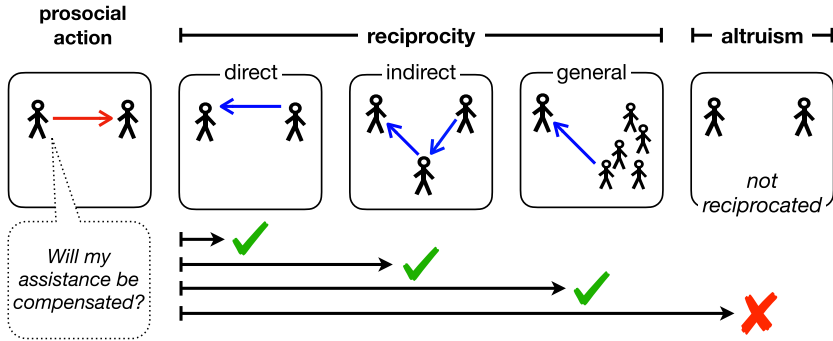 prosocial
action
reciprocity
altruism
direct
indirect
general
not
reciprocated
Will my
assistance be
compensated?